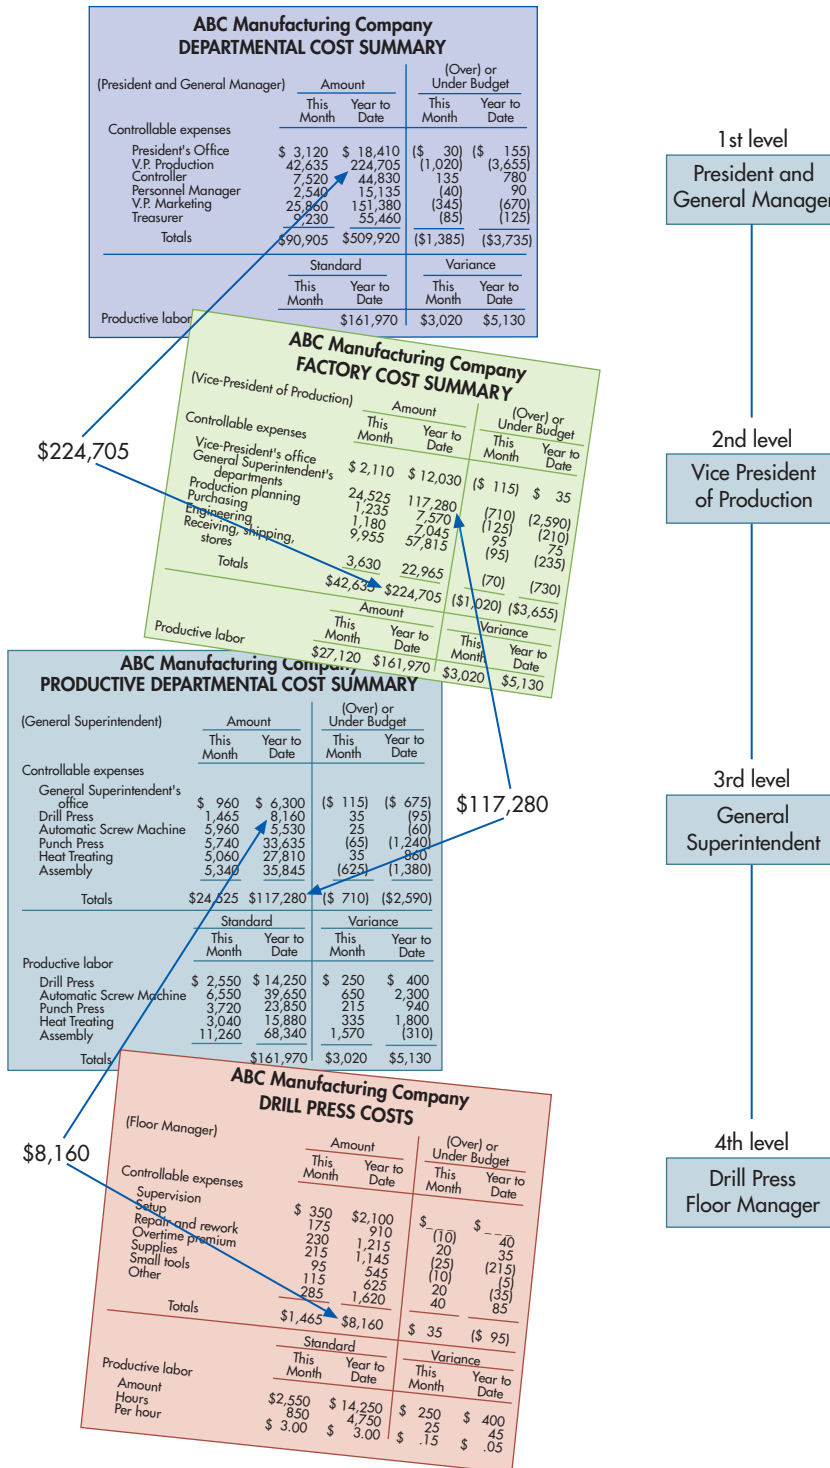 ABC Manufacturing Company
DEPARTMENTAL COST SUMMARY
(President and General Manager) Amount (Over) or Under Budget
This Month Year to Date This Month Year to Date
Controllable expenses
President's Office $ 3,120 $ 18,410 ($ 30) ($ 155)
V.P. Production 42,635 224,705 (1,020) (3,655)
Controller 7,520 44,830 135 780
Personnel Manager 2,540 15,135 (40) 90
V.P. Marketing 25,860 151,380 (345) (670)
Treasurer 9,230 55,460 (85) (125)
Totals $90,905 $509,920 ($1,385) ($3,735)
Standard Variance
This Month Year to Date This Month Year to Date
Productive labor $161,970 $3,020 $5,130
1st level
President and
General Manager
$224,705
ABC Manufacturing Company
FACTORY COST SUMMARY
(Vice-President of Production) Amount (Over) or Under Budget
This Month Year to Date This Month Year to Date
Controllable expenses
Vice-President's office $ 2,110 $ 12,030 ($ 115) $ 35
General Superintendent's
departments 24,525 117,280 (710) (2,590)
Production planning 1,235 7,570 (125) (210)
Purchasing 1,180 7,045 95 75
Engineering 9,955 57,815 (95) (235)
Receiving, shipping,
stores 3,630 22,965 (70) (730)
Totals $42,635 $224,705 ($1,020) ($3,655)
Amount Variance
This Month Year to Date This Month Year to Date
Productive labor $27,120 $161,970 $3,020 $5,130
2nd level
Vice President
of Production
ABC Manufacturing Company
PRODUCTIVE DEPARTMENTAL COST SUMMARY
(General Superintendent) Amount (Over) or Under Budget
This Month Year to Date This Month Year to Date
Controllable expenses
General Superintendent's
office $ 960 $ 6,300 ($ 115) ($ 675)
Drill Press 1,465 8,160 35 (95)
Automatic Screw Machine 5,960 5,530 25 (60)
Punch Press 5,740 33,635 (65) (1,240)
Heat Treating 5,060 27,810 35 860
Assembly 5,340 35,845 (625) (1,380)
Totals $24,525 $117,280 ($ 710) ($2,590)
Standard Variance
This Month Year to Date This Month Year to Date
Productive labor
Drill Press $ 2,550 $ 14,250 $ 250 $ 400
Automatic Screw Machine 6,550 39,650 650 2,300
Punch Press 3,720 23,850 215 940
Heat Treating 3,040 15,880 335 1,800
Assembly 11,260 68,340 1,570 (310)
Totals $161,970 $3,020 $5,130
$117,280
3rd level
General
Superintendent
$8,160
ABC Manufacturing Company
DRILL PRESS COSTS
(Floor Manager) Amount (Over) or Under Budget
This Month Year to Date This Month Year to Date
Controllable expenses
Supervision $ 350 $2,100 $_ _ _ $_ _ _
Setup 175 910 (10) 40
Repair and rework 230 1,215 20 35
Overtime premium 215 1,145 (25) (215)
Supplies 95 545 (10) (5)
Small tools 115 625 20 (35)
Other 285 1,620 40 85
Totals $1,465 $8,160 $ 35 ($ 95)
Standard Variance
This Month Year to Date This Month Year to Date
Productive labor
Amount $2,550 $ 14,250 $ 250 $ 400
Hours 850 4,750 25 45
Per hour $ 3.00 $ 3.00 $ .15 $ .05
4th level
Drill Press
Floor Manager